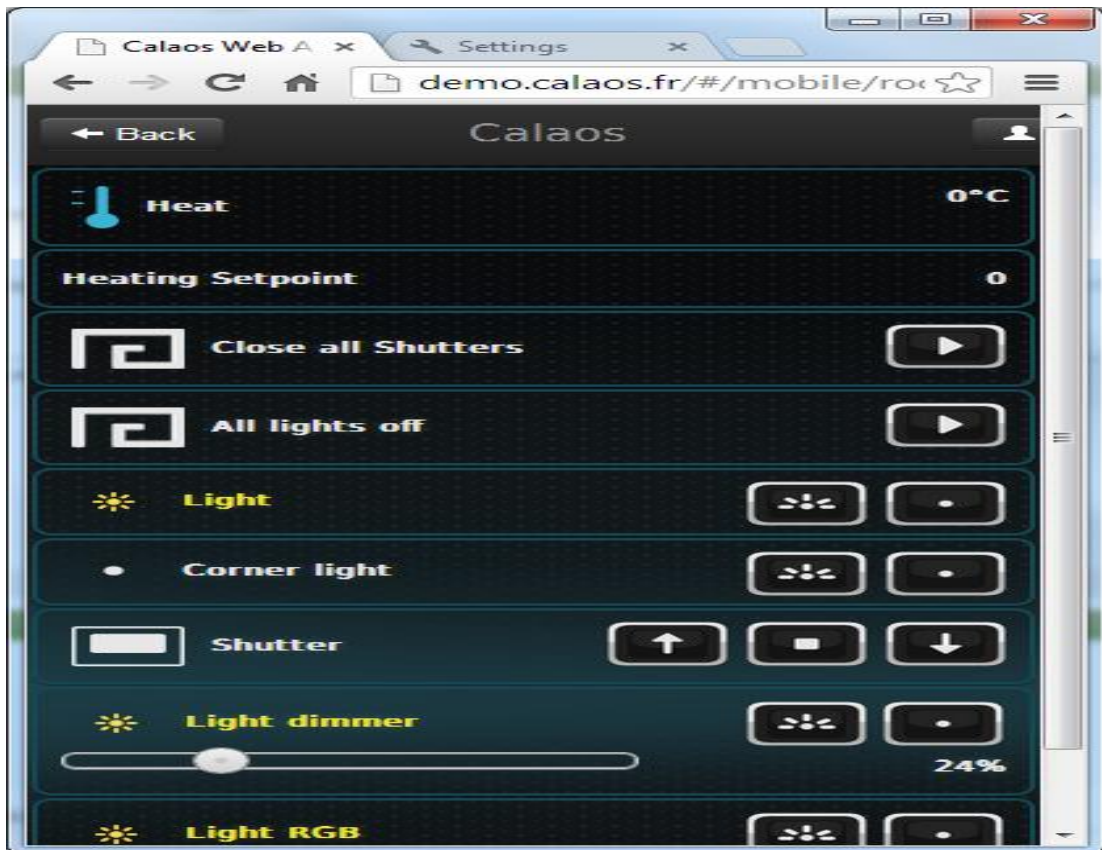 Calaos Web A
Settings
demo.calaos.fr/#/mobile/roo
Back
Calaos
Heat
0°C
Heating Setpoint
0
Close all Shutters
All lights off
Light
Corner light
Shutter
Light dimmer
24%
Light RGB